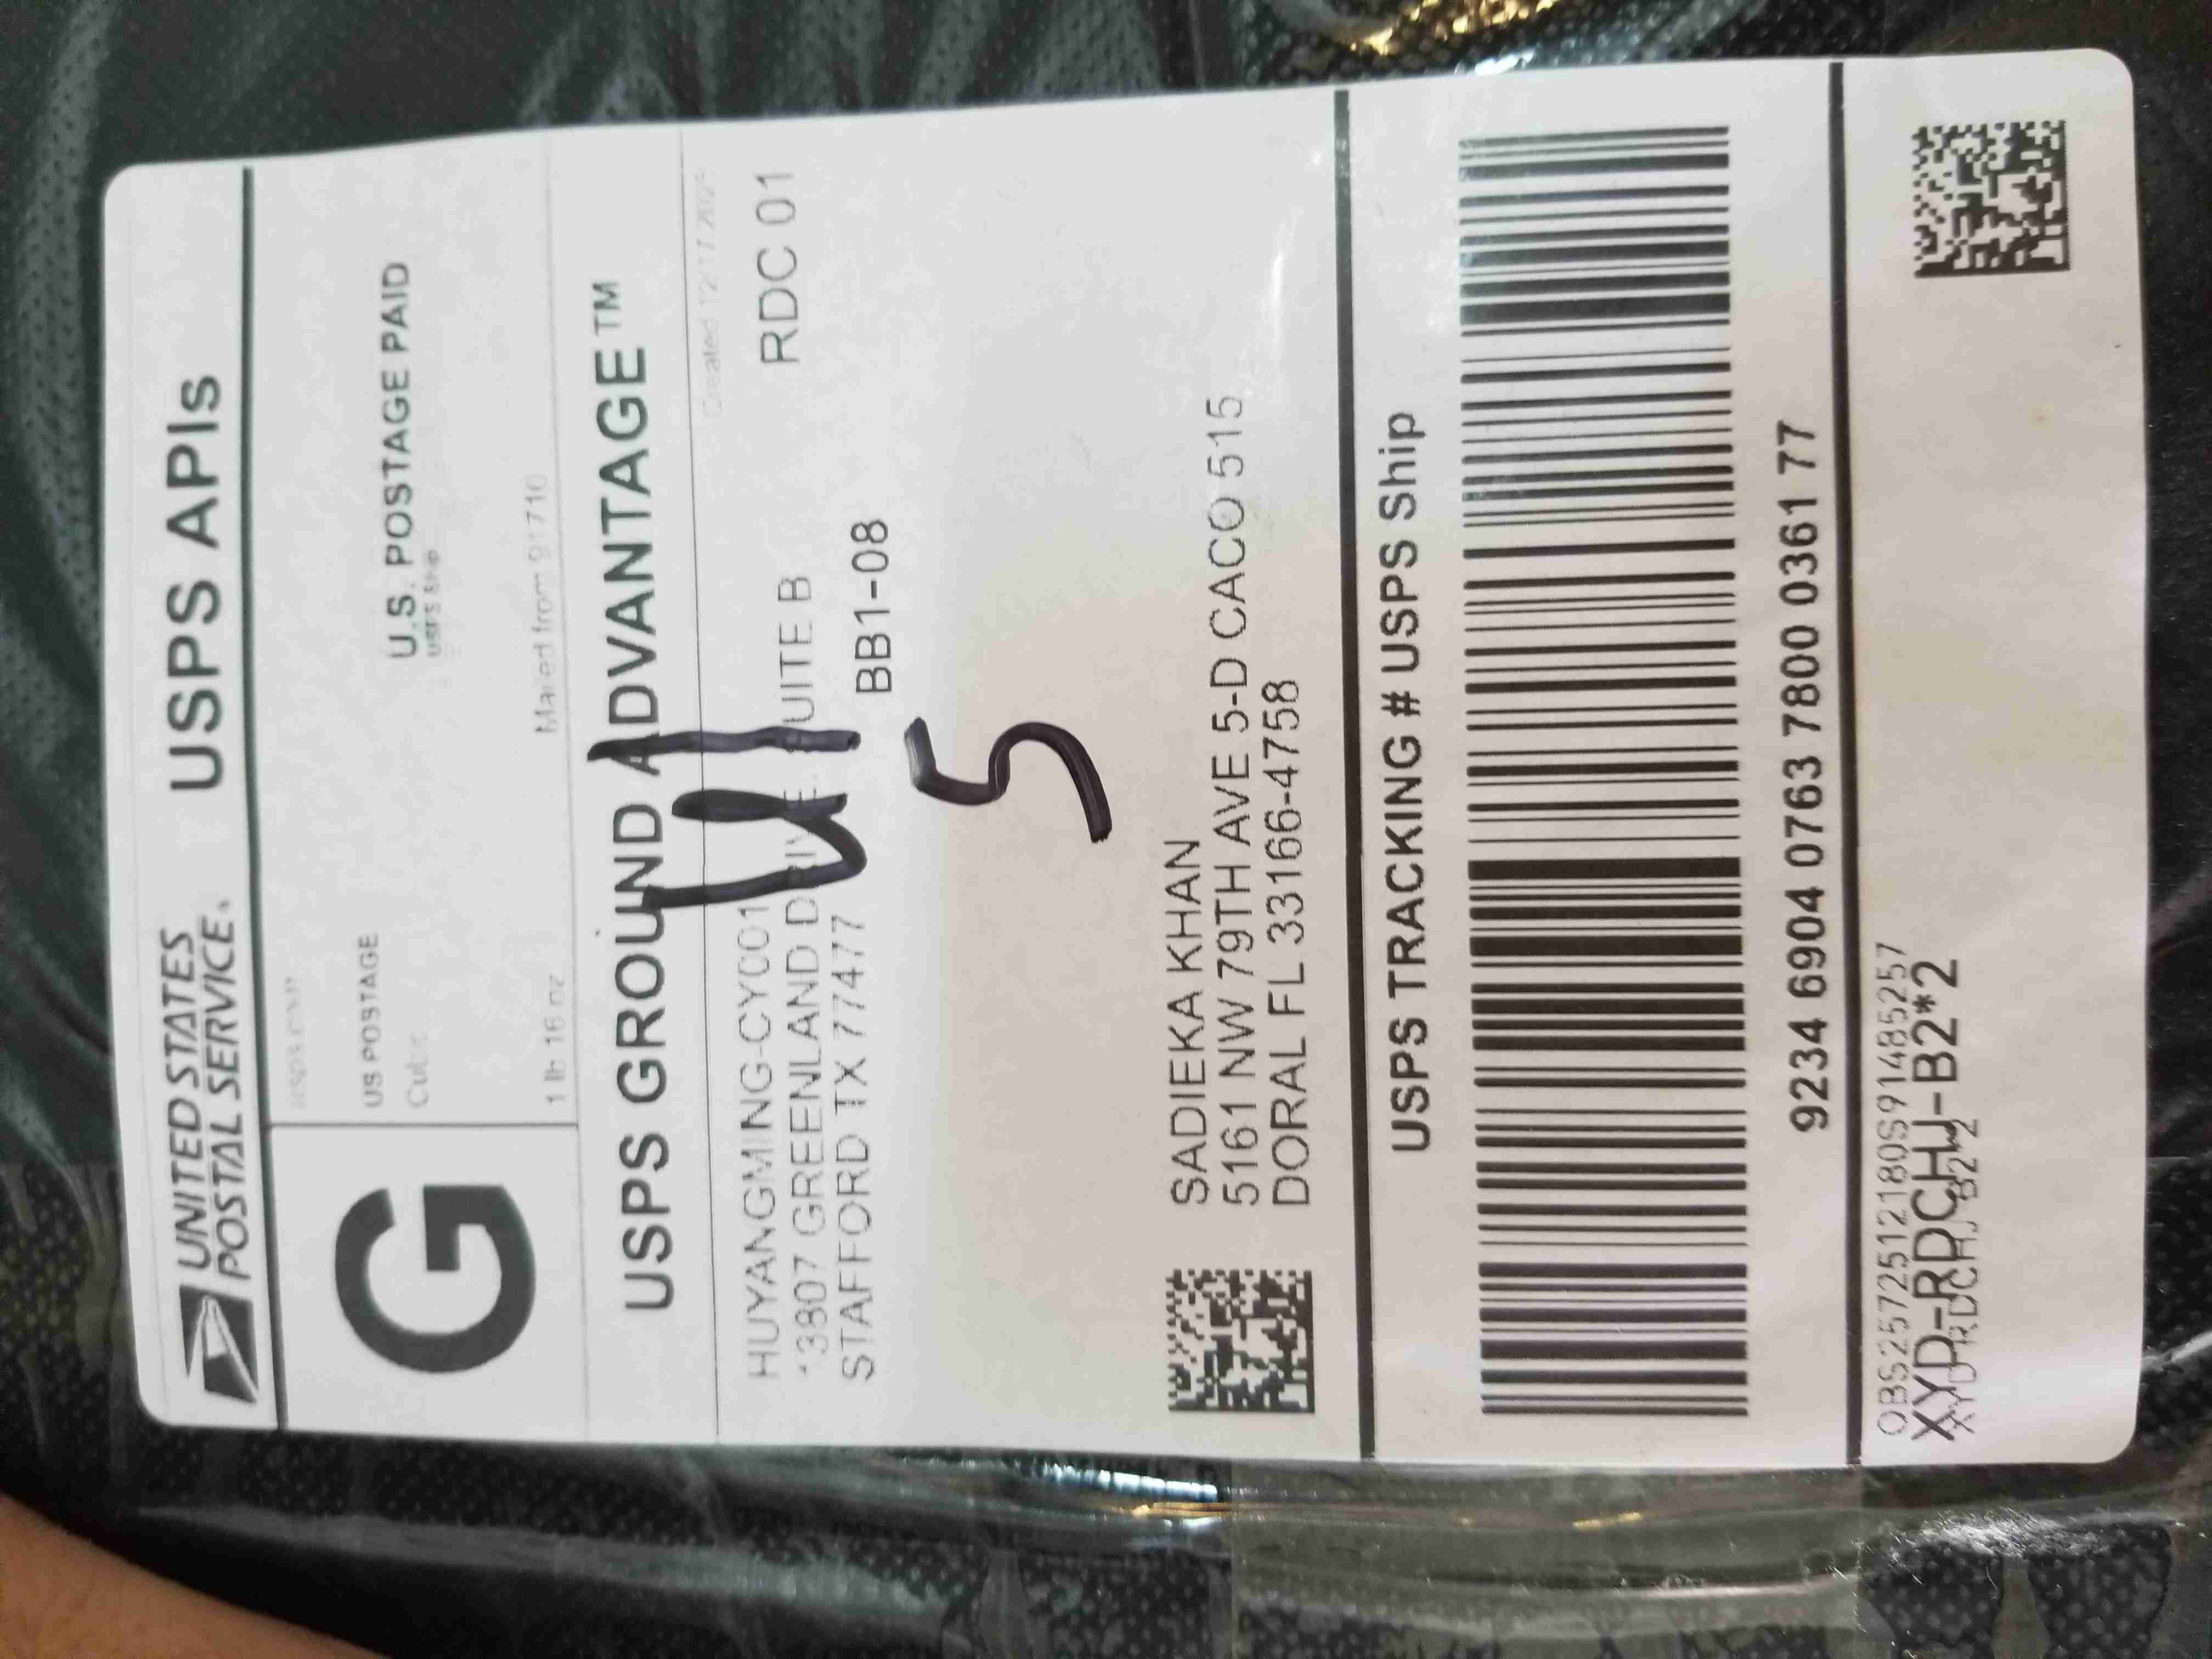 UNITED STATES
POSTAL SERVICE®
USPS APIs
G
US POSTAGE
U.S. POSTAGE PAID
USPS Ship
1 lb 16 oz
Mailed from 91710
USPS GROUND ADVANTAGE™
HUYANGMING-CY001
13807 GREENLAND DRIVE. SUITE B
STAFFORD TX 77477
RDC 01
BB1-08
SADIEKA KHAN
5161 NW 79TH AVE 5-D CACO 515
DORAL FL 33166-4758
USPS TRACKING # USPS Ship
9234 6904 0763 7800 0361 77
OBS2572512180S91485257
XYD-RDCHJ-B2*2